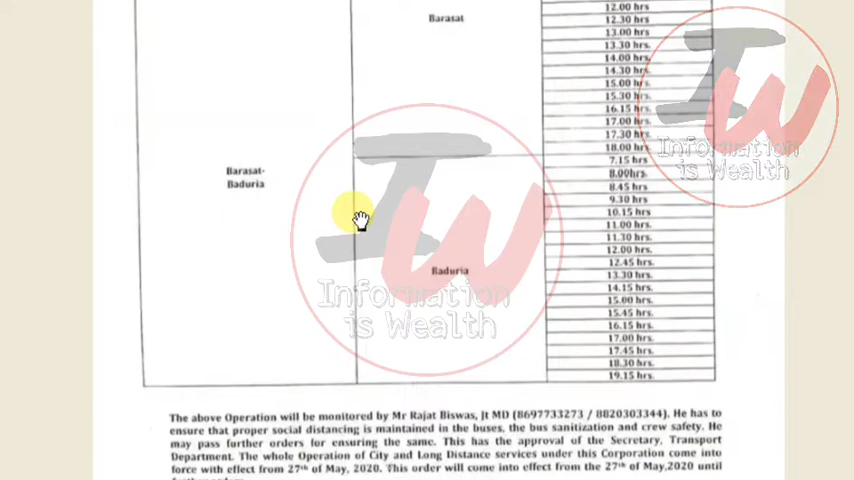 12.00 hrs
Barasat
12.30 hrs
13.00 hrs
13.30 hrs.
14.00 hrs
14.30 hrs.
15.00 hrs.
15.30 hrs.
16.15 hrs.
17.00 hrs.
17.30 hrs.
18.00 hrs.
Information
is Wealth
Barasat-
Baduria
7.15 hrs.
8.00hrs.
8.45 hrs
9.30 hrs
10.15 hrs
11.00 hrs.
11.30 hrs.
12.00 hrs.
12.45 hrs.
Baduria
13.30 hrs.
14.15 hrs.
15.00 hrs.
15.45 hrs.
16.15 hrs.
17.00 hrs.
17.45 hrs.
18.30 hrs.
19.15 hrs.
Information
is Wealth
The above Operation will be monitored by Mr Rajat Biswas, Jt MD (8697733273 / 8820303344). He has to
ensure that proper social distancing is maintained in the buses, the bus sanitization and crew safety. He
may pass further orders for ensuring the same. This has the approval of the Secretary, Transport
Department. The whole Operation of City and Long Distance services under this Corporation come into
force with effect from 27th of May, 2020. This order will come into effect from the 27th of May,2020 until